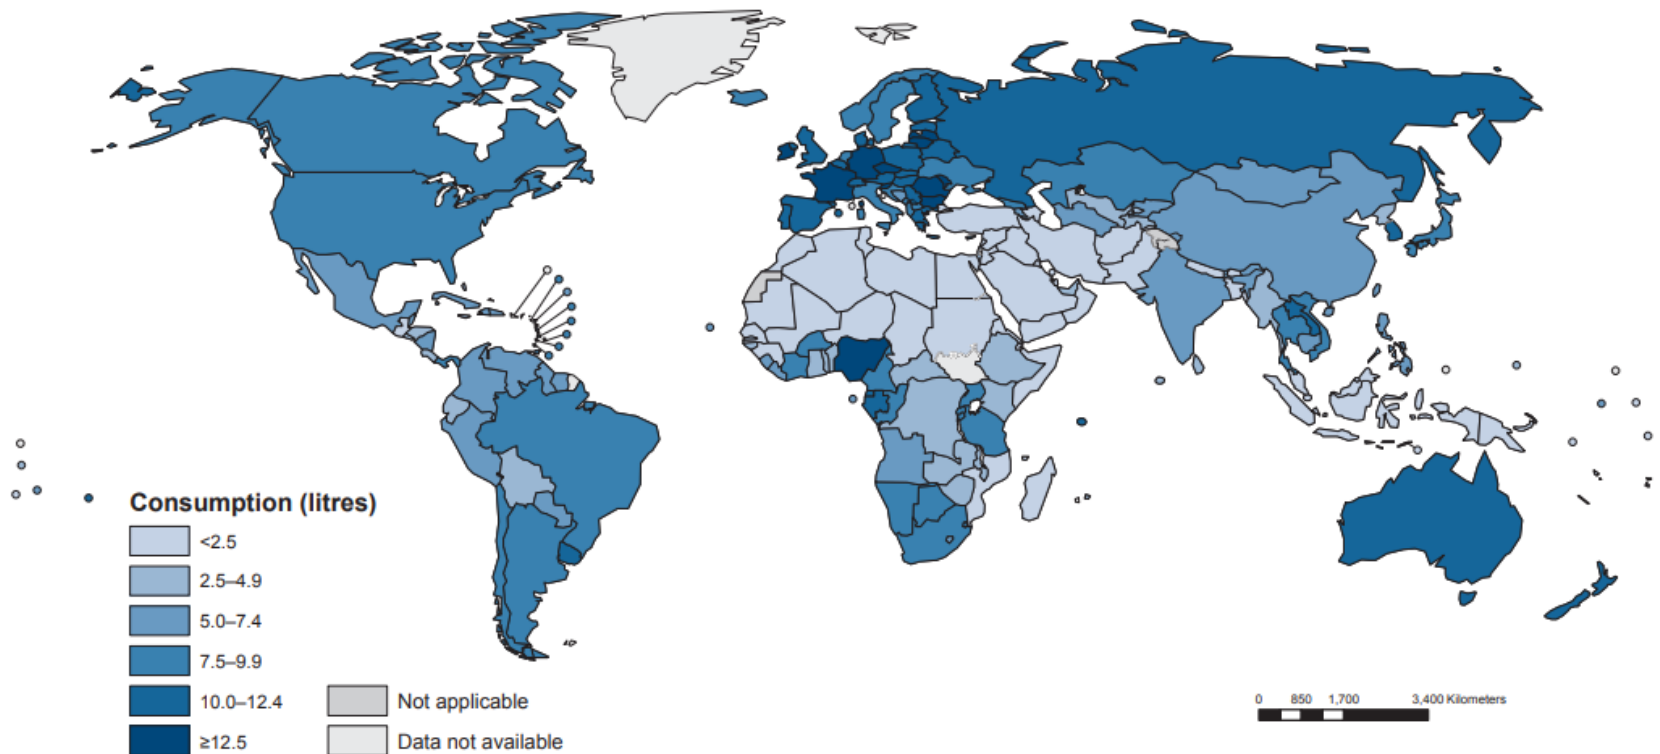 Consumption (litres)
<2.5
2.5–4.9
5.0–7.4
7.5–9.9
10.0–12.4
≥12.5
Not applicable
Data not available
0 850 1,700 3,400 Kilometers